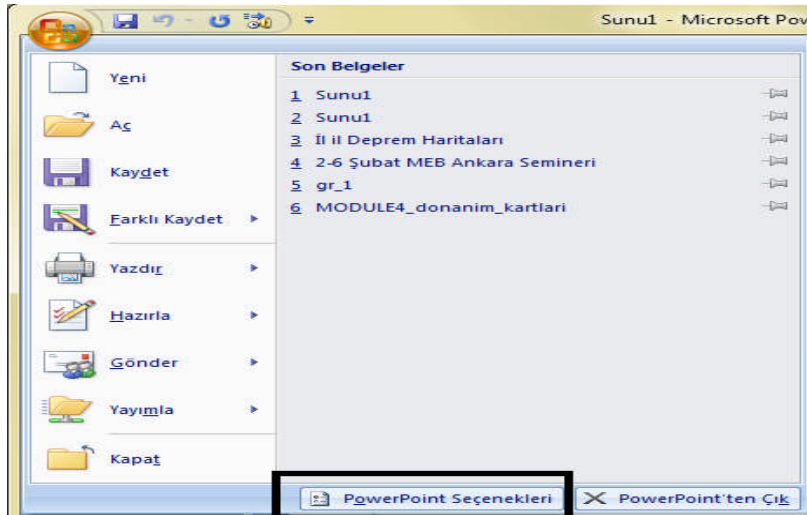 Sunu1 - Microsoft Pov
Yeni
Aç
Kaydet
Farklı Kaydet
Yazdır
Hazırla
Gönder
Yayımla
Kapat
Son Belgeler
1 Sunu1
2 Sunu1
3 İl il Deprem Haritaları
4 2-6 Şubat MEB Ankara Semineri
5 gr_1
6 MODULE4_donanim_kartlari
PowerPoint Seçenekleri
PowerPoint'ten Çık